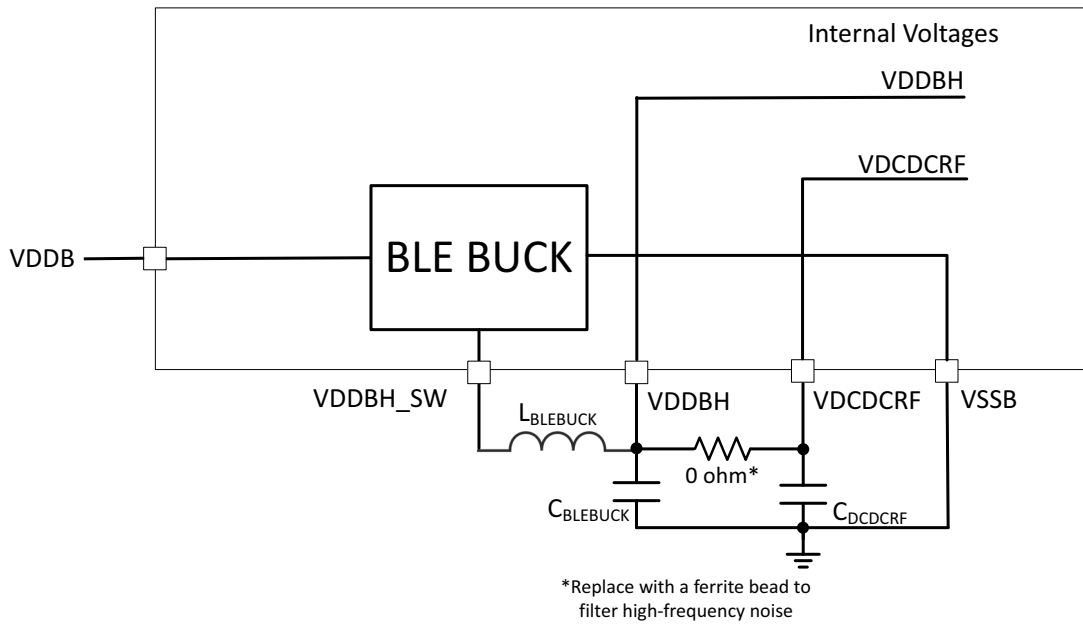 Internal Voltages
VDDBH
VDCDCRF
VDDB
BLE BUCK
VDDBH_SW
VDDBH
VDCDCRF
VSSB
LBLEBUCK
0 ohm*
CBLEBUCK
CDCDCRF
*Replace with a ferrite bead to
filter high-frequency noise